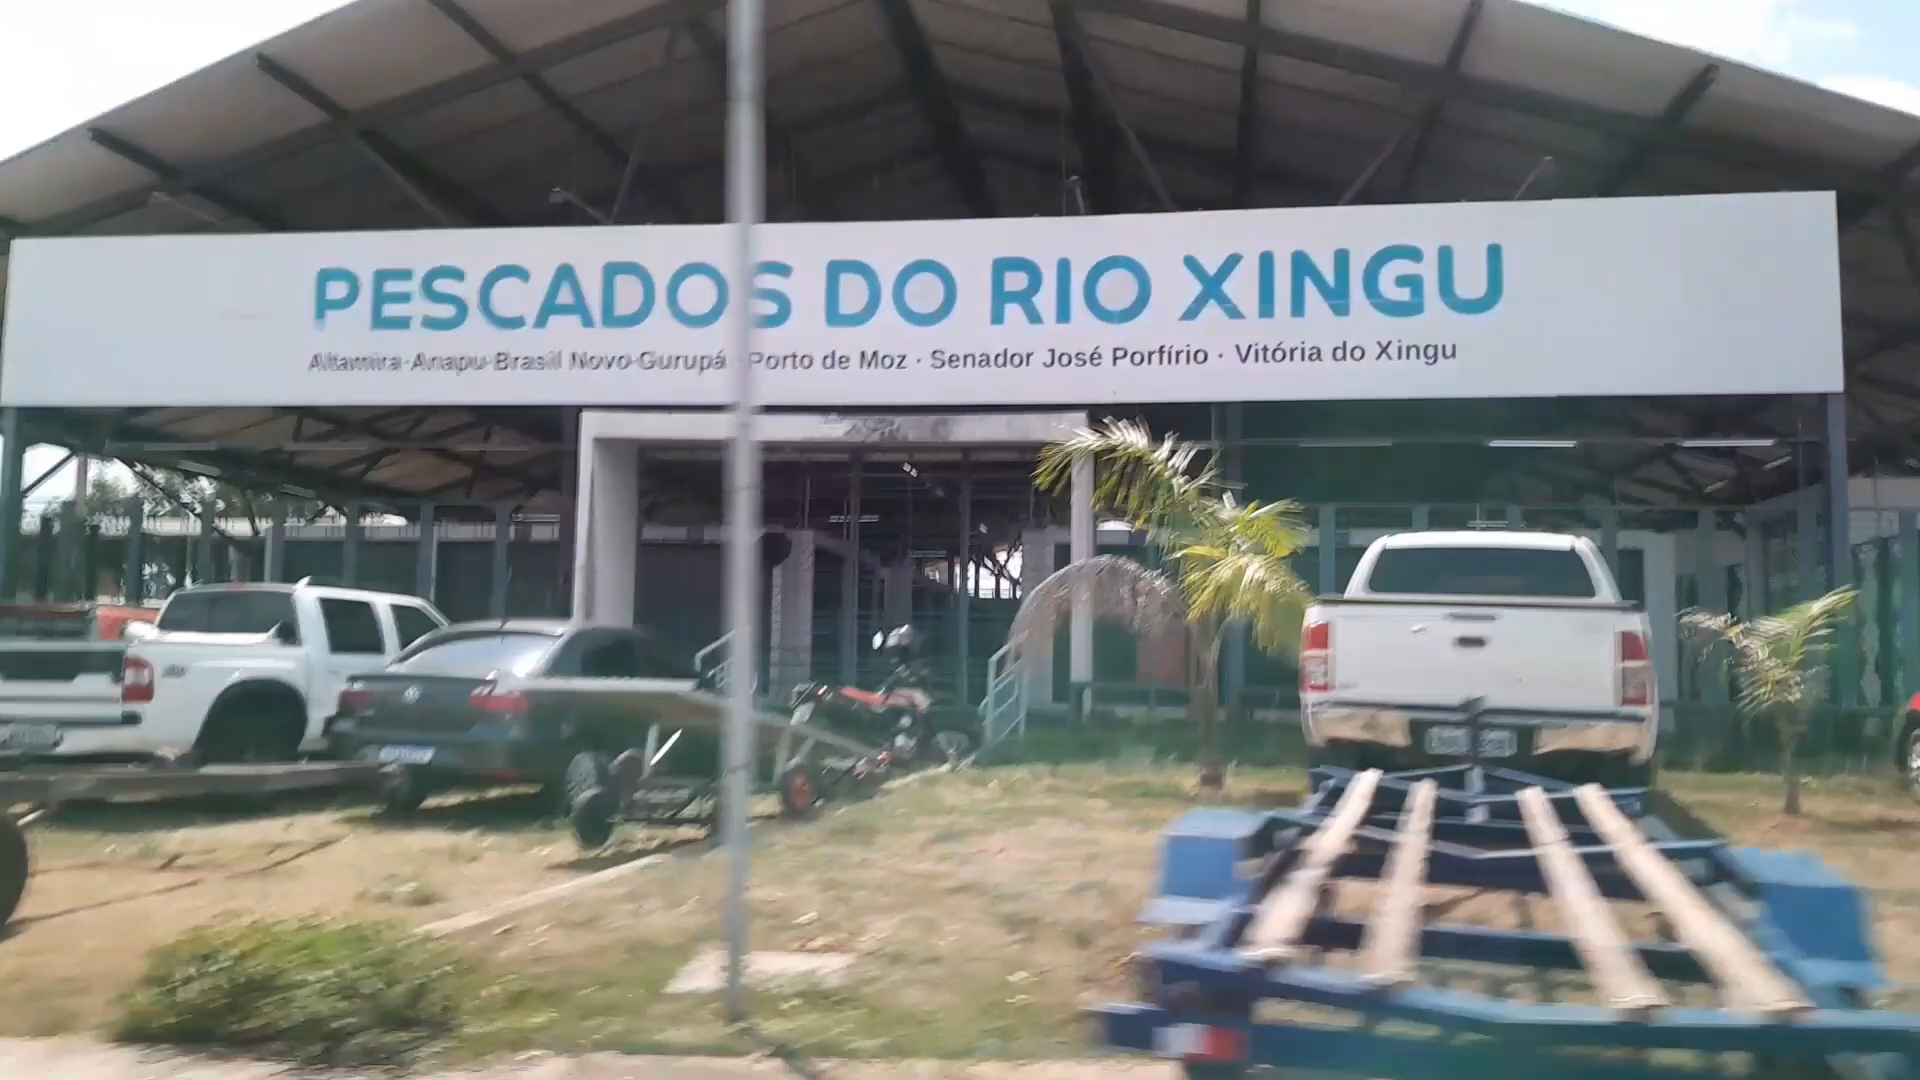 PESCADOS DO RIO XINGU
Altamira · Anapu · Brasil Novo · Gurupá · Porto de Moz · Senador José Porfírio · Vitória do Xingu